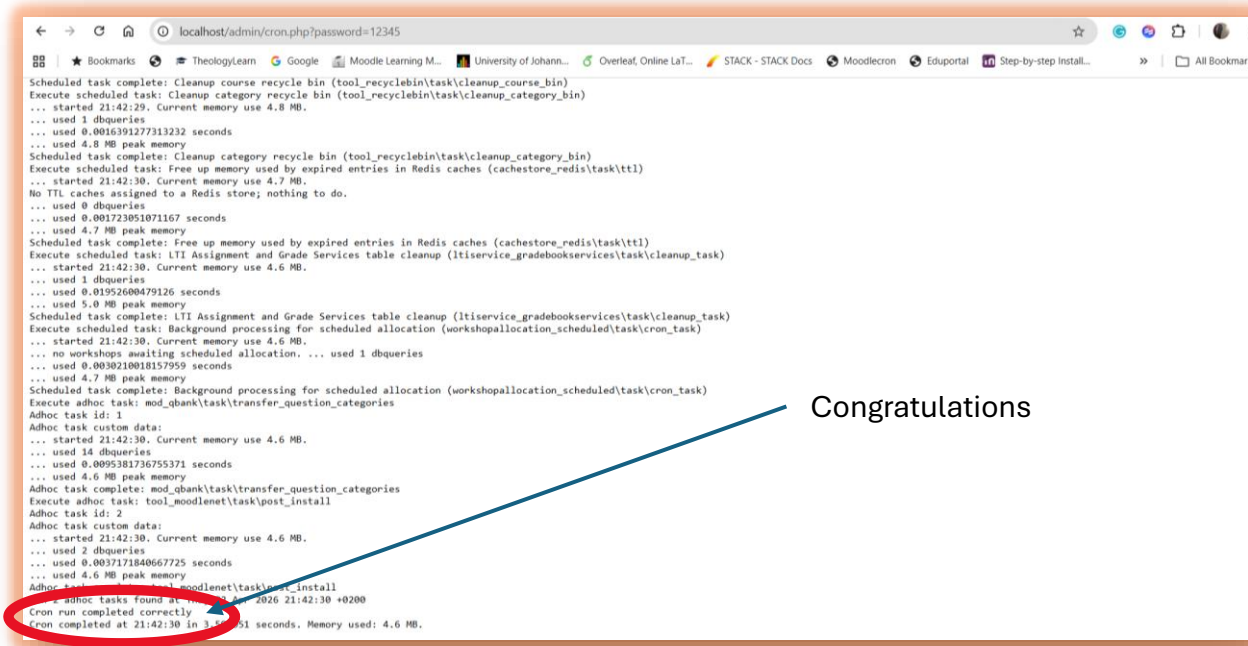 localhost/admin/cron.php?password=12345
Bookmarks TheologyLearn Google Moodle Learning M... University of Johann... Overleaf, Online LaT... STACK - STACK Docs Moodlecron Eduportal Step-by-step Install... » All Bookmar
Scheduled task complete: Cleanup course recycle bin (tool_recyclebin\task\cleanup_course_bin)
Execute scheduled task: Cleanup category recycle bin (tool_recyclebin\task\cleanup_category_bin)
... started 21:42:29. Current memory use 4.8 MB.
... used 1 dbqueries
... used 0.0016391277313232 seconds
... used 4.8 MB peak memory
Scheduled task complete: Cleanup category recycle bin (tool_recyclebin\task\cleanup_category_bin)
Execute scheduled task: Free up memory used by expired entries in Redis caches (cachestore_redis\task\ttl)
... started 21:42:30. Current memory use 4.7 MB.
No TTL caches assigned to a Redis store; nothing to do.
... used 0 dbqueries
... used 0.001723051071167 seconds
... used 4.7 MB peak memory
Scheduled task complete: Free up memory used by expired entries in Redis caches (cachestore_redis\task\ttl)
Execute scheduled task: LTI Assignment and Grade Services table cleanup (ltiservice_gradebookservices\task\cleanup_task)
... started 21:42:30. Current memory use 4.6 MB.
... used 1 dbqueries
... used 0.01952600479126 seconds
... used 5.0 MB peak memory
Scheduled task complete: LTI Assignment and Grade Services table cleanup (ltiservice_gradebookservices\task\cleanup_task)
Execute scheduled task: Background processing for scheduled allocation (workshopallocation_scheduled\task\cron_task)
... started 21:42:30. Current memory use 4.6 MB.
... no workshops awaiting scheduled allocation. ... used 1 dbqueries
... used 0.0030210018157959 seconds
... used 4.7 MB peak memory
Scheduled task complete: Background processing for scheduled allocation (workshopallocation_scheduled\task\cron_task)
Execute adhoc task: mod_qbank\task\transfer_question_categories
Adhoc task id: 1
Adhoc task custom data:
... started 21:42:30. Current memory use 4.6 MB.
... used 14 dbqueries
... used 0.0095381736755371 seconds
... used 4.6 MB peak memory
Adhoc task complete: mod_qbank\task\transfer_question_categories
Execute adhoc task: tool_moodlenet\task\post_install
Adhoc task id: 2
Adhoc task custom data:
... started 21:42:30. Current memory use 4.6 MB.
... used 2 dbqueries
... used 0.0037171840667725 seconds
... used 4.6 MB peak memory
Adhoc moodlenet\task\post_install
adhoc tasks found at 2026 21:42:30 +0200
Cron run completed correctly
Cron completed at 21:42:30 in seconds. Memory used: 4.6 MB.
Congratulations